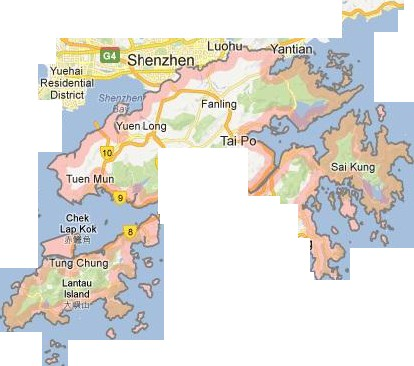 Luohu
Yantian
G4
Shenzhen
Yuehai
Residential
District
Shenzhen
Bay
Fanling
Yuen Long
Tai Po
10
Sai Kung
Tuen Mun
9
Chek
Lap Kok
赤鱲角
8
Tung Chung
Lantau
Island
大嶼山